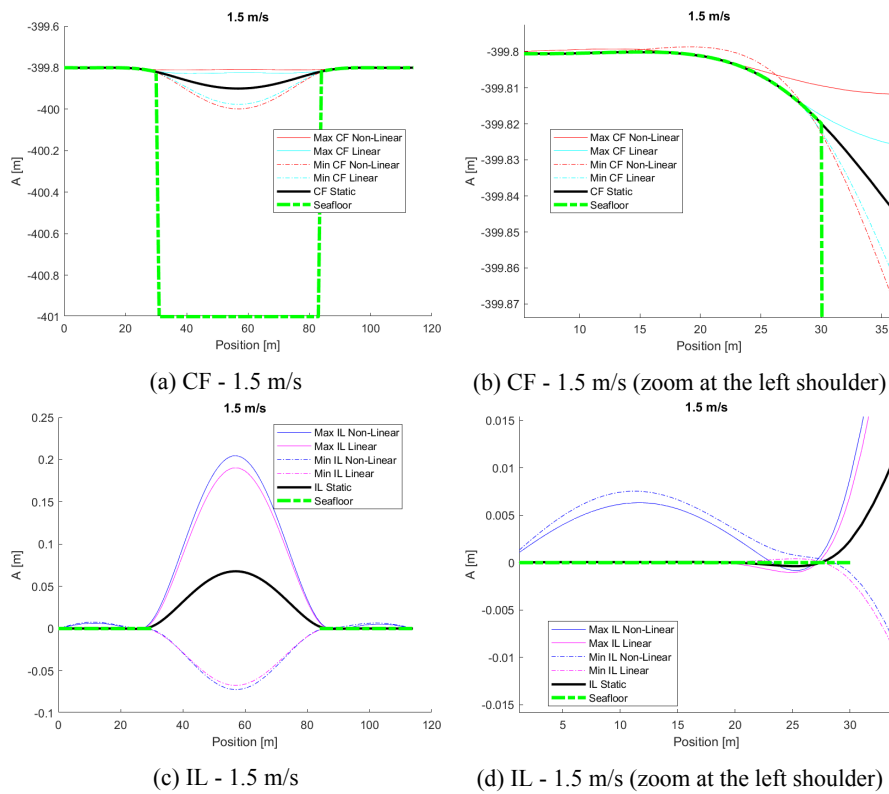 1.5 m/s
-399.6
-399.8
-400
-400.2
-400.4
-400.6
-400.8
-401
A [m]
Max CF Non-Linear
Max CF Linear
Min CF Non-Linear
Min CF Linear
CF Static
Seafloor
0 20 40 60 80 100 120
Position [m]
(a) CF - 1.5 m/s
1.5 m/s
-399.8
-399.81
-399.82
-399.83
-399.84
-399.85
-399.86
-399.87
A [m]
Max CF Non-Linear
Max CF Linear
Min CF Non-Linear
Min CF Linear
CF Static
Seafloor
10 15 20 25 30 35
Position [m]
(b) CF - 1.5 m/s (zoom at the left shoulder)
1.5 m/s
0.25
0.2
0.15
0.1
0.05
0
-0.05
-0.1
A [m]
Max IL Non-Linear
Max IL Linear
Min IL Non-Linear
Min IL Linear
IL Static
Seafloor
0 20 40 60 80 100 120
Position [m]
(c) IL - 1.5 m/s
1.5 m/s
0.015
0.01
0.005
0
-0.005
-0.01
-0.015
A [m]
Max IL Non-Linear
Max IL Linear
Min IL Non-Linear
Min IL Linear
IL Static
Seafloor
5 10 15 20 25 30
Position [m]
(d) IL - 1.5 m/s (zoom at the left shoulder)